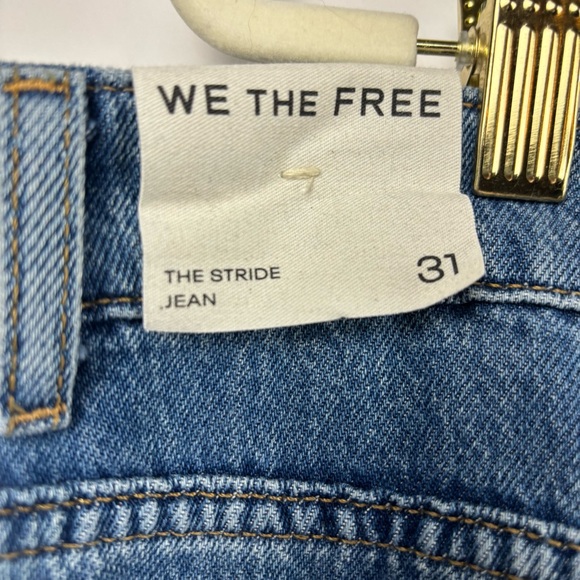 WE THE FREE
THE STRIDE
JEAN
31